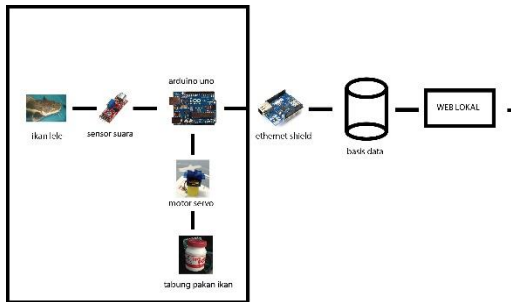 arduino uno
ikan lele
sensor suara
ethernet shield
basis data
WEB LOKAL
motor servo
tabung pakan ikan